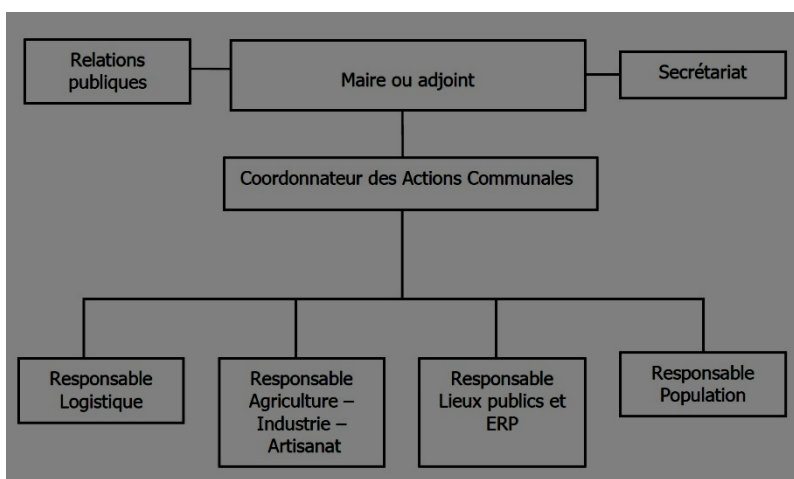 Relations
publiques
Maire ou adjoint
Secrétariat
Coordonnateur des Actions Communales
Responsable
Logistique
Responsable
Agriculture –
Industrie –
Artisanat
Responsable
Lieux publics et
ERP
Responsable
Population